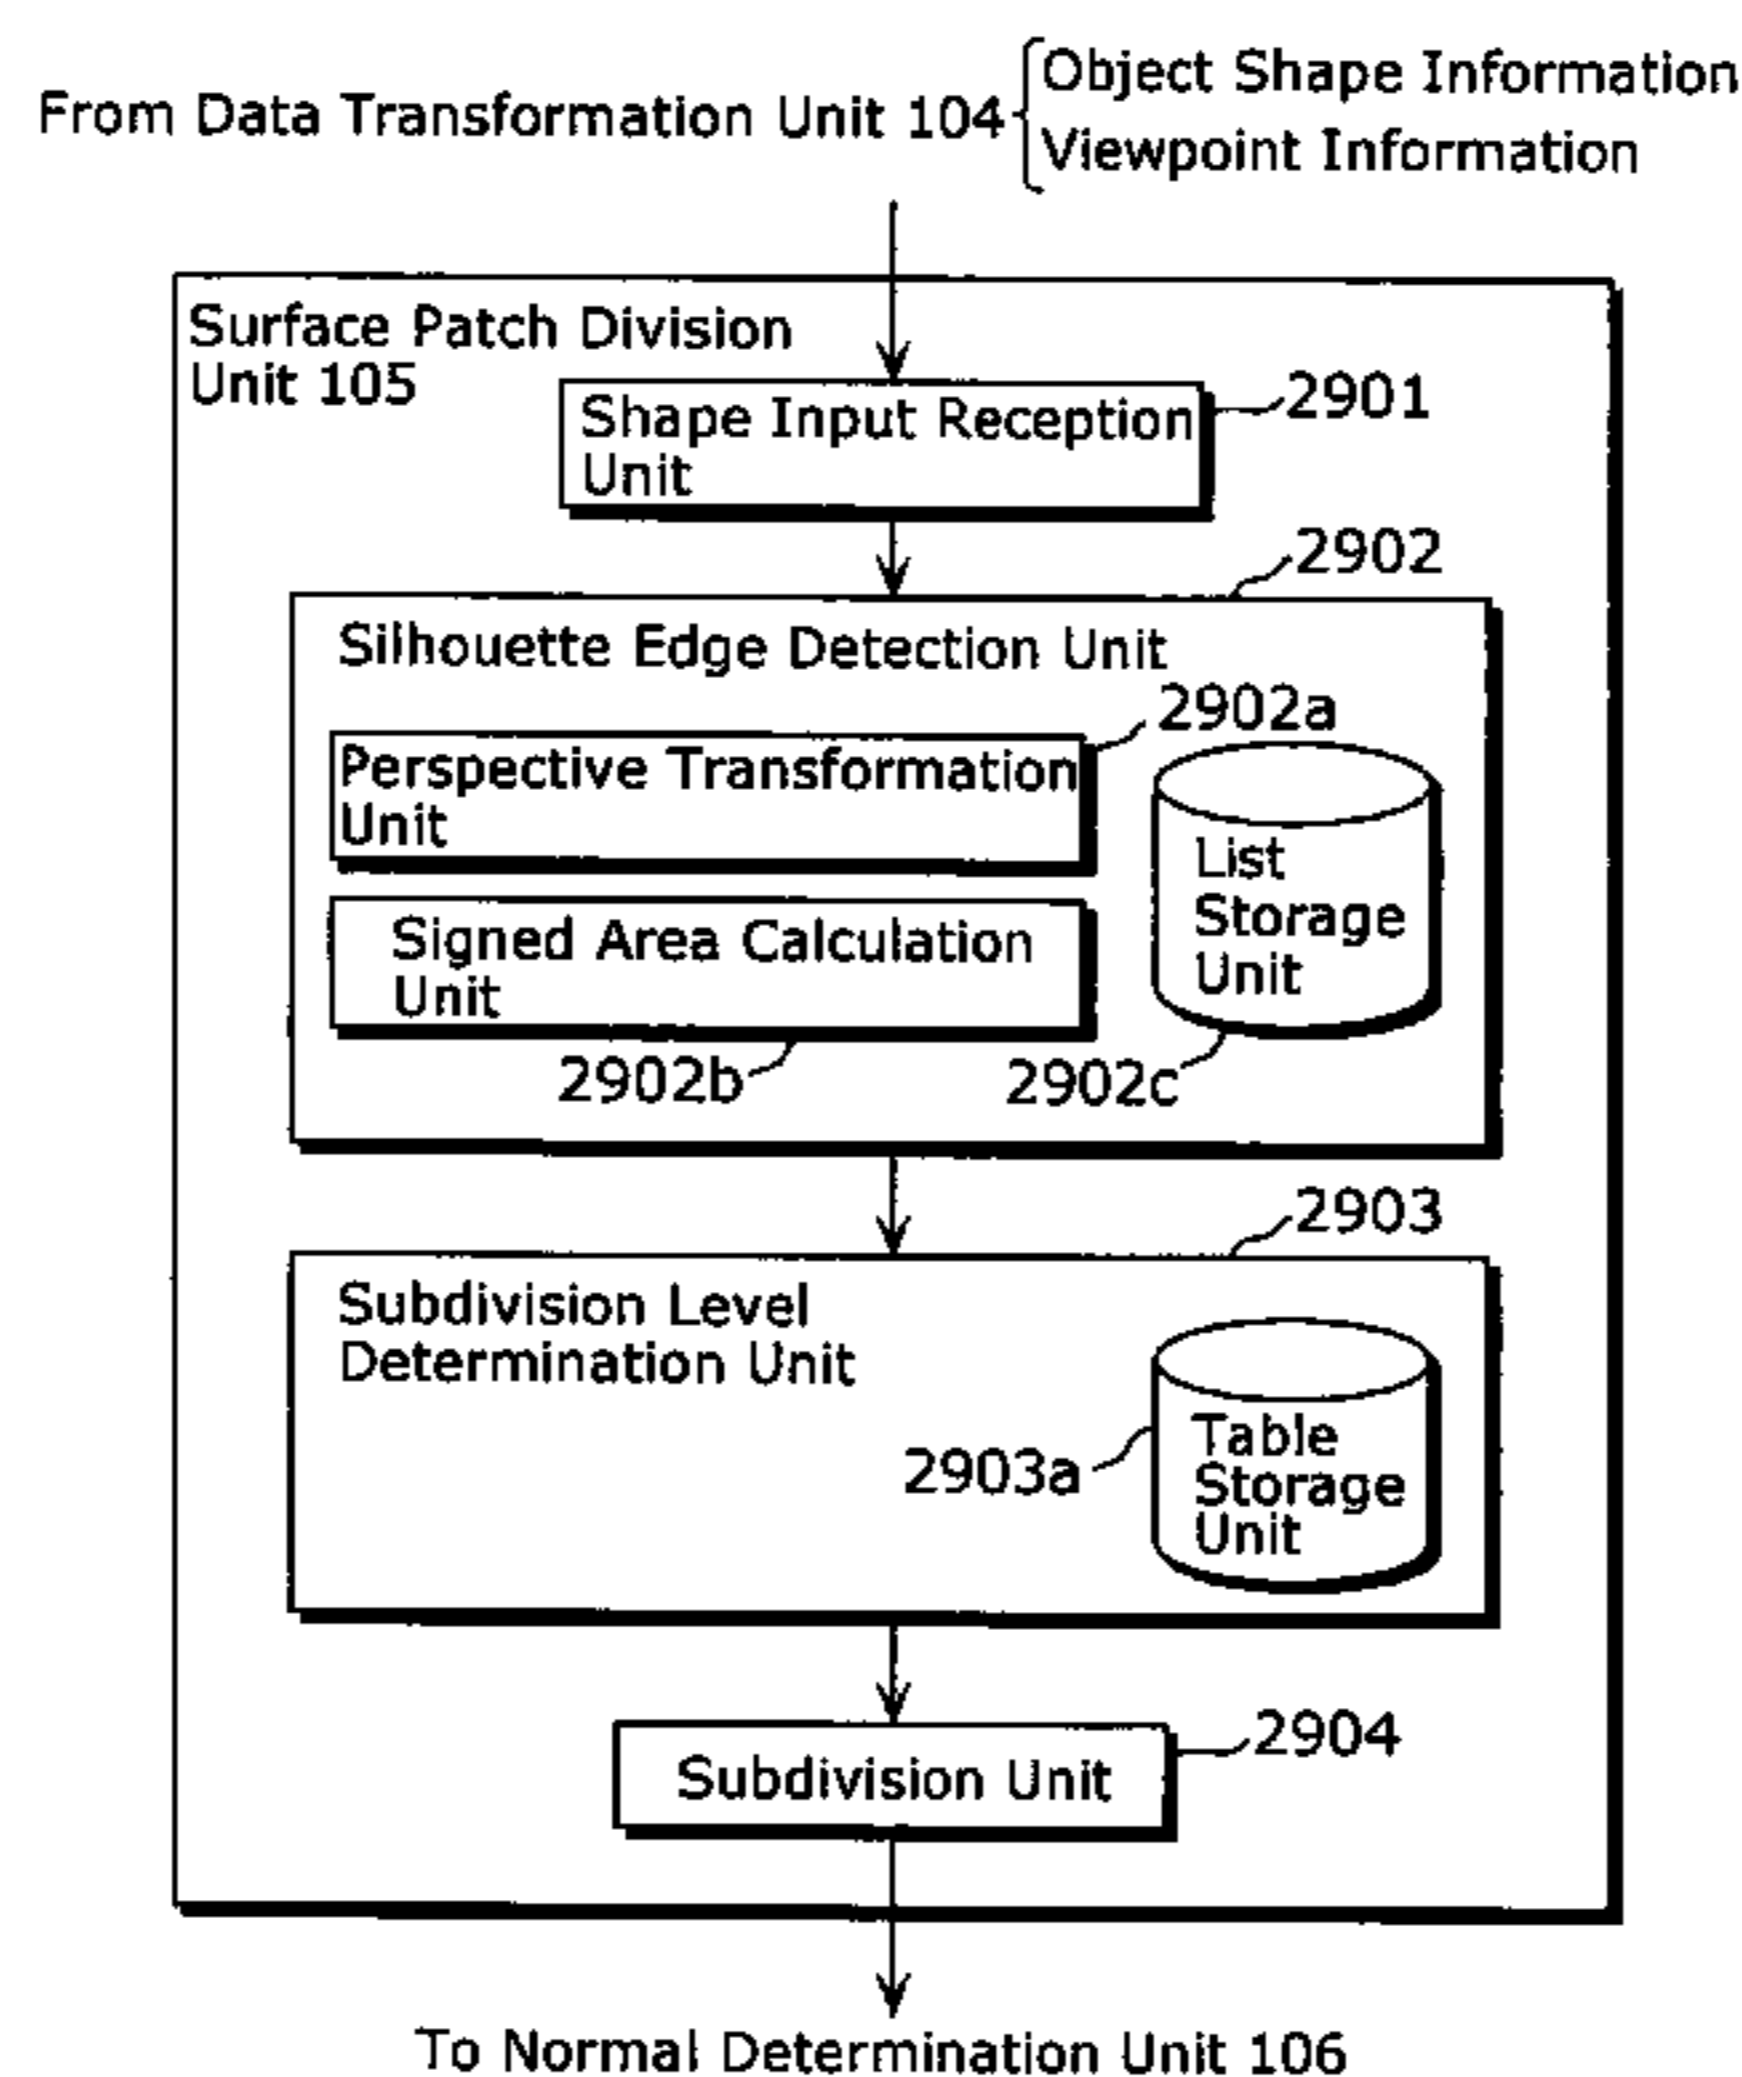 From Data Transformation Unit 104
Object Shape Information
Viewpoint Information
Surface Patch Division
Unit 105
Shape Input Reception
Unit
2901
2902
Silhouette Edge Detection Unit
2902a
Perspective Transformation
Unit
List
Storage
Unit
Signed Area Calculation
Unit
2902b
2902c
2903
Subdivision Level
Determination Unit
2903a
Table
Storage
Unit
2904
Subdivision Unit
To Normal Determination Unit 106